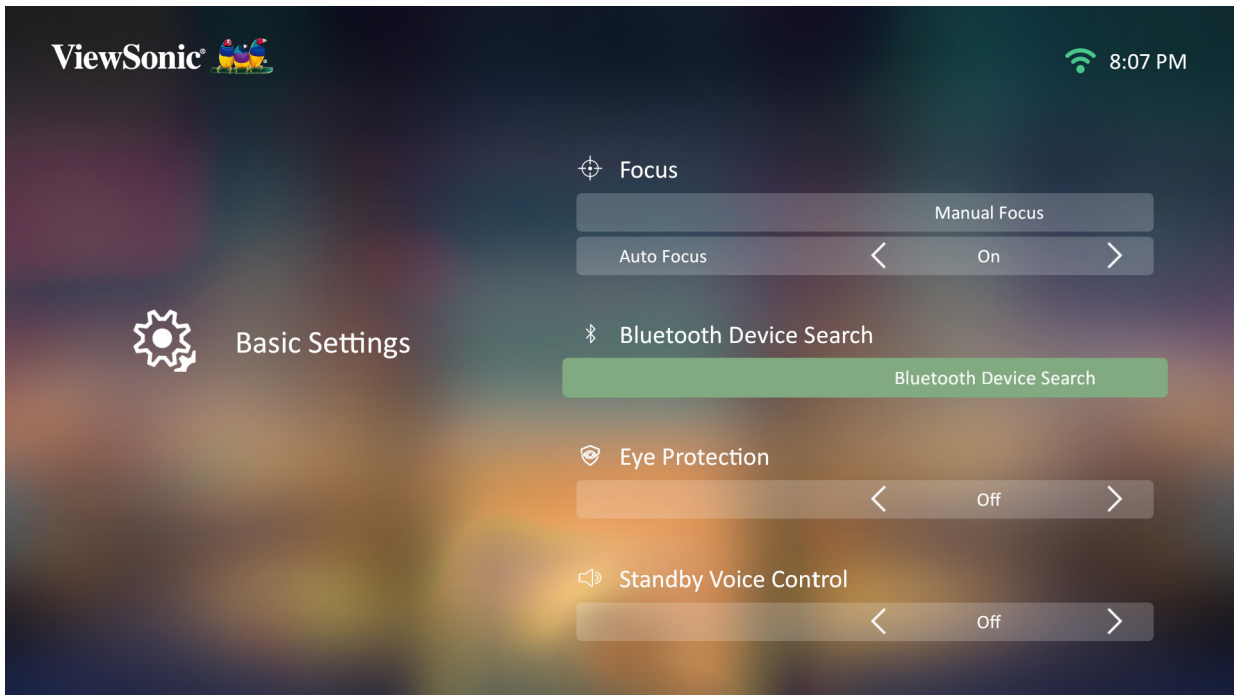 ViewSonic®
8:07 PM
Focus
Manual Focus
Auto Focus On
Basic Settings
Bluetooth Device Search
Bluetooth Device Search
Eye Protection
Off
Standby Voice Control
Off